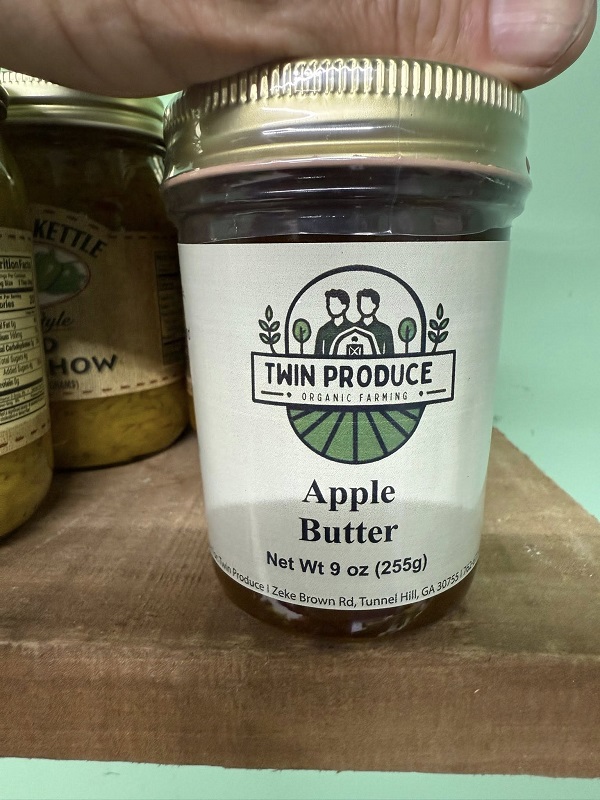 KETTLE
HOW
TWIN PRODUCE
ORGANIC FARMING
Apple
Butter
Net Wt 9 oz (255g)
Twin Produce | Zeke Brown Rd, Tunnel Hill, GA 30755 |